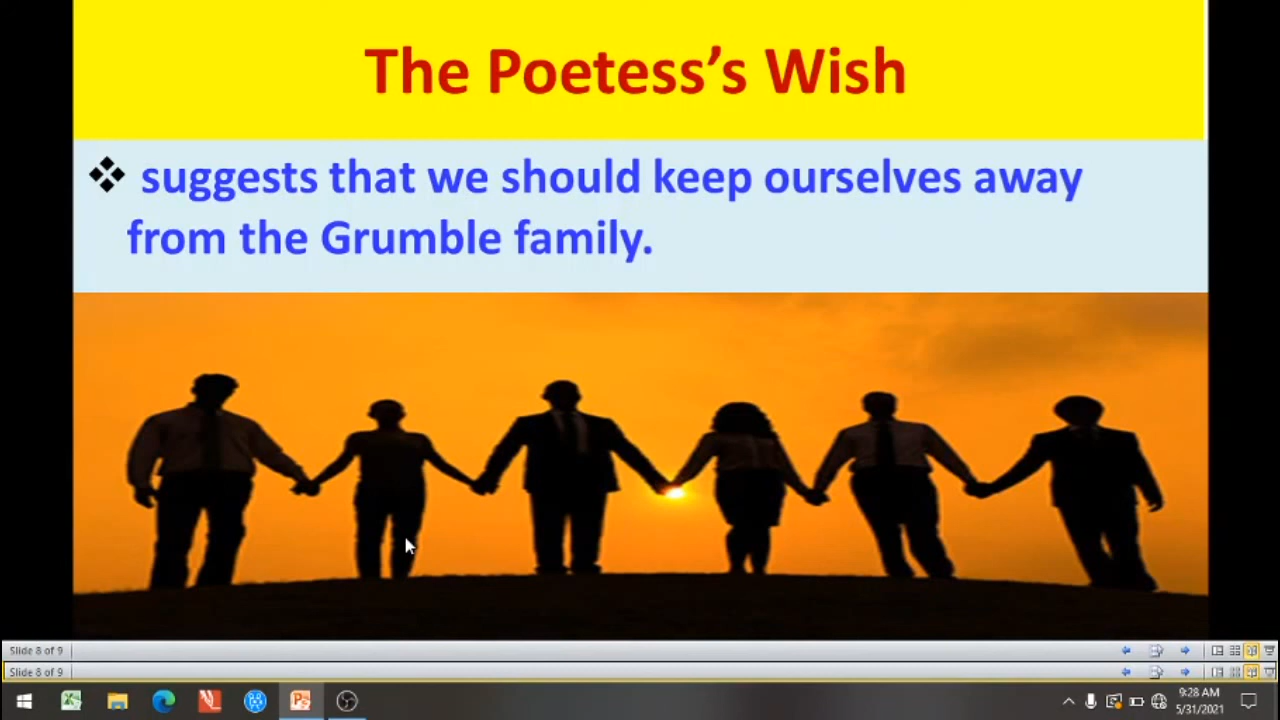 The Poetess’s Wish
❖ suggests that we should keep ourselves away
from the Grumble family.
Slide 8 of 9
Slide 8 of 9
9:28 AM
5/31/2021